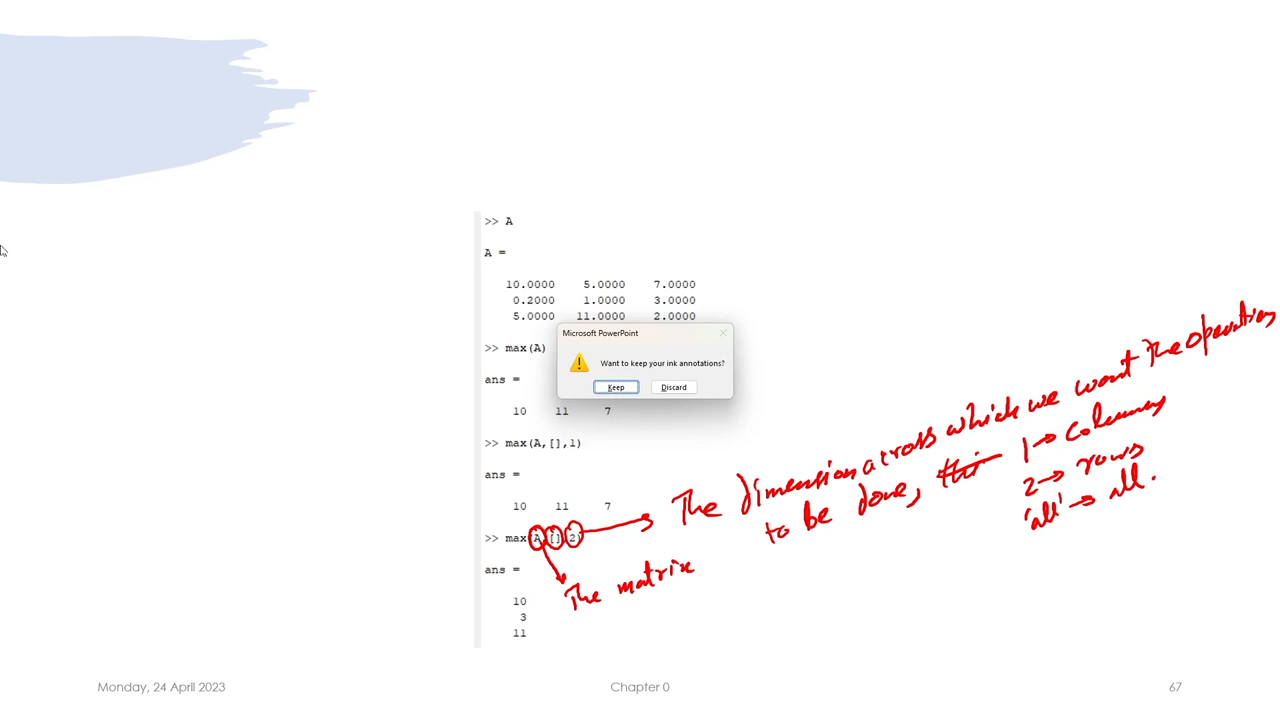 >> A
A =
10.0000 5.0000 7.0000
0.2000 1.0000 3.0000
5.0000 11.0000 2.0000
Microsoft PowerPoint
Want to keep your ink annotations?
Keep Discard
>> max(A)
ans =
10 11 7
>> max(A,[],1)
ans =
10 11 7
>> max(A,[],2)
ans =
10
3
11
The dimension across which we want the operation
to be done,
1→ columns
2→ rows
'all'→ all.
The matrix
Monday, 24 April 2023
Chapter 0
67